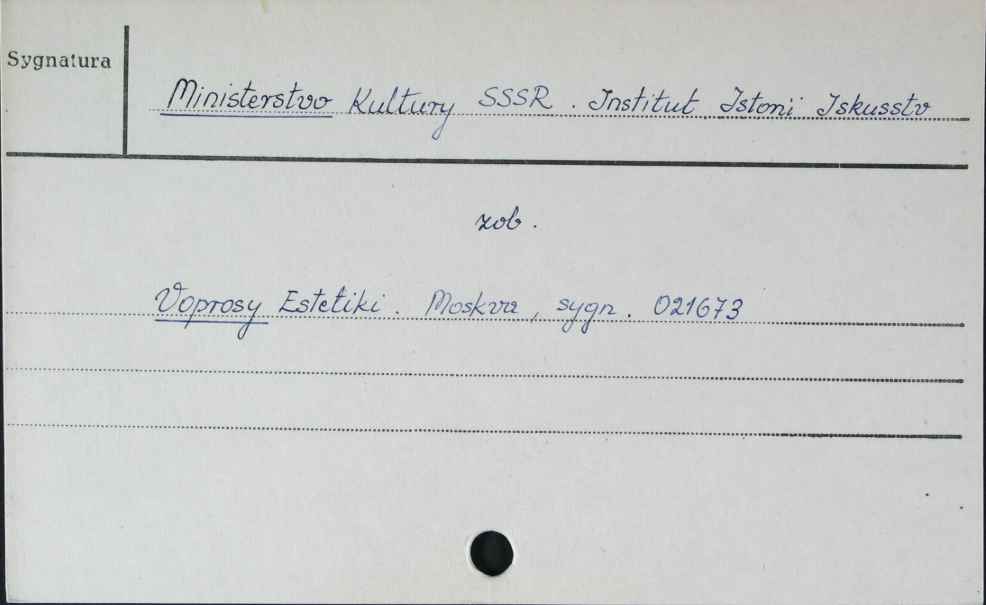 Sygnatura
Ministerstvo Kultury SSSR. Institut Istorii Iskusstv
zob.
Voprosy Estetiki. Moskva, sygn. 021673